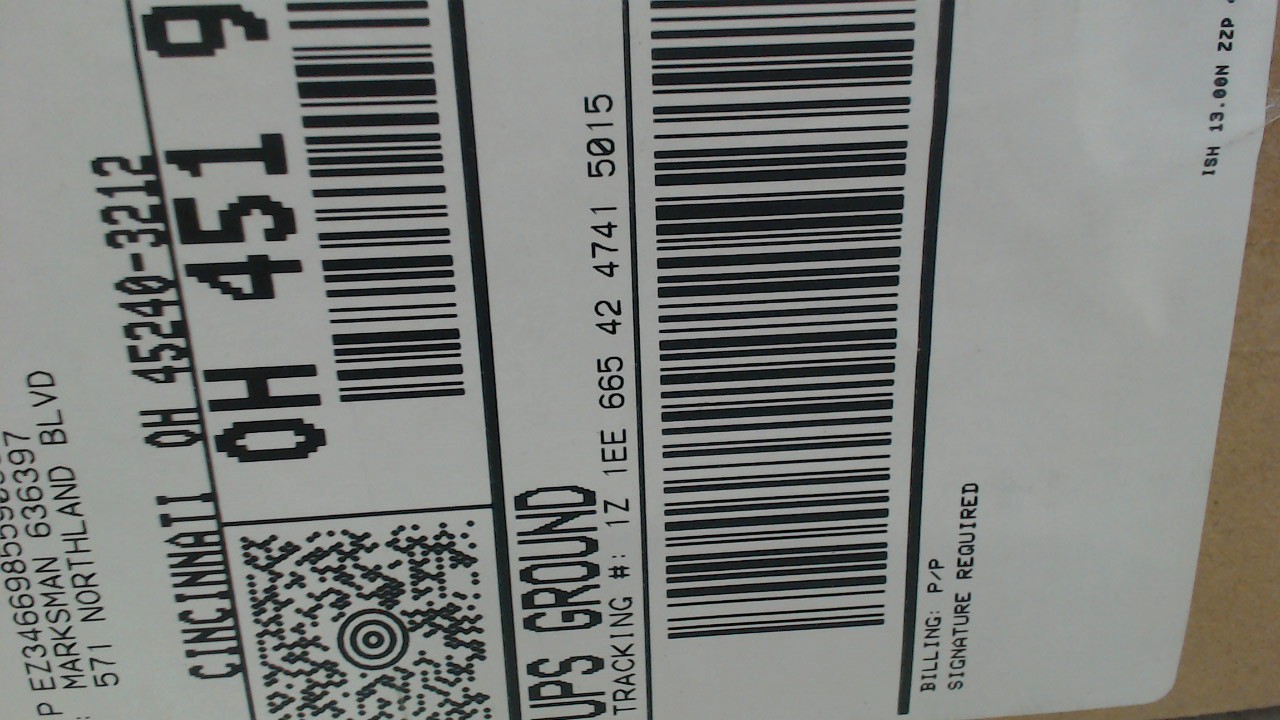 MARKSMAN 636397
571 NORTHLAND BLVD
CINCINNATI OH 45240-3212
OH 451 9
UPS GROUND
TRACKING #: 1Z 1EE 665 42 4741 5015
BILLING: P/P
SIGNATURE REQUIRED
ISH 13.00N ZZP